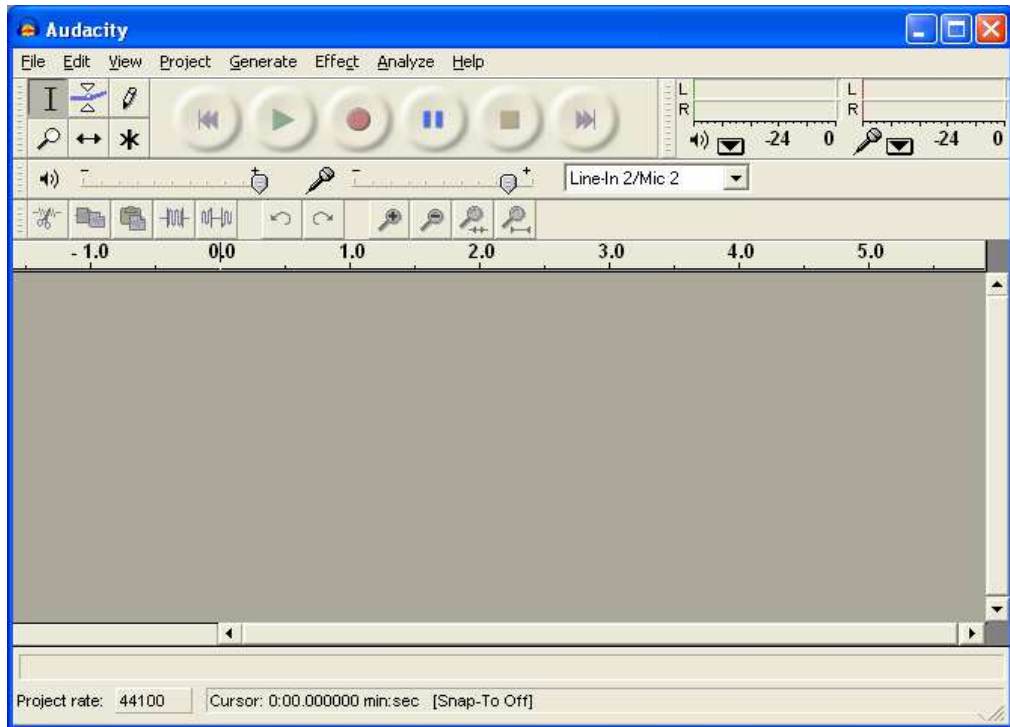 Audacity
File Edit View Project Generate Effect Analyze Help
L
R
-24 0
L
R
-24 0
- + - + Line-In 2/Mic 2
- 1.0 0.0 1.0 2.0 3.0 4.0 5.0
Project rate: 44100 Cursor: 0:00.000000 min:sec [Snap-To Off]